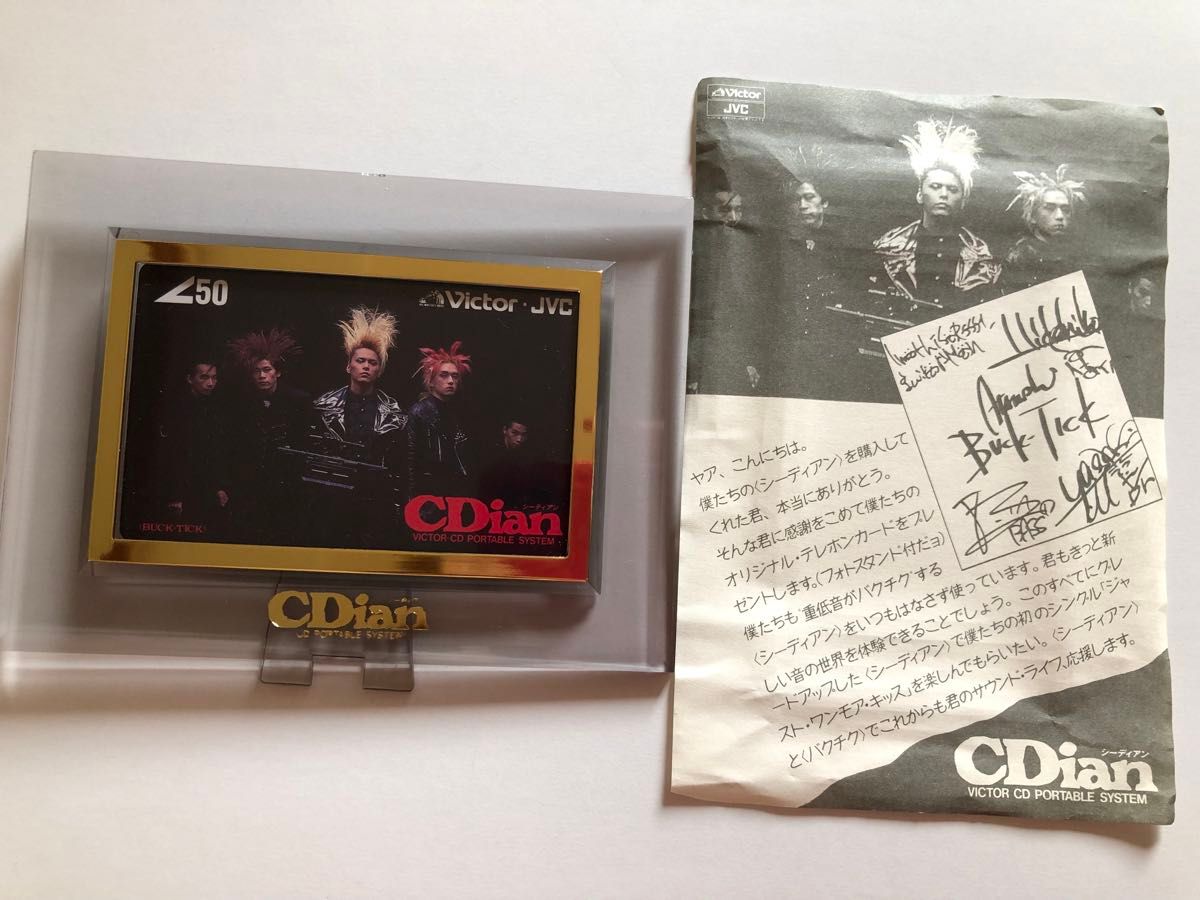 50
Victor・JVC
シーディアン
CDian
VICTOR CD PORTABLE SYSTEM
BUCK-TICK
CDian
CD PORTABLE SYSTEM
Victor
JVC
BUCK-TICK
ヤア、こんにちは。
僕たちの〈シーディアン〉を購入して
くれた君、本当にありがとう。
そんな君に感謝をこめて僕たちの
オリジナル・テレホンカードをプレ
ゼントします。(フォトスタンド付だヨ)
僕たちも“重低音がバクチグ”する
〈シーディアン〉をいつもはなさず使っています。君もきっと新
しい音の世界を体験できることでしょう。このすべてにグレ
ードアップした〈シーディアン〉で僕たちの初のシングル「ジャ
スト・ワンモア・キッス」を楽しんでもらいたい。〈シーディアン〉
と〈バクチク〉でこれからも君のサウンド・ライフ、応援します。
シーディアン
CDian
VICTOR CD PORTABLE SYSTEM